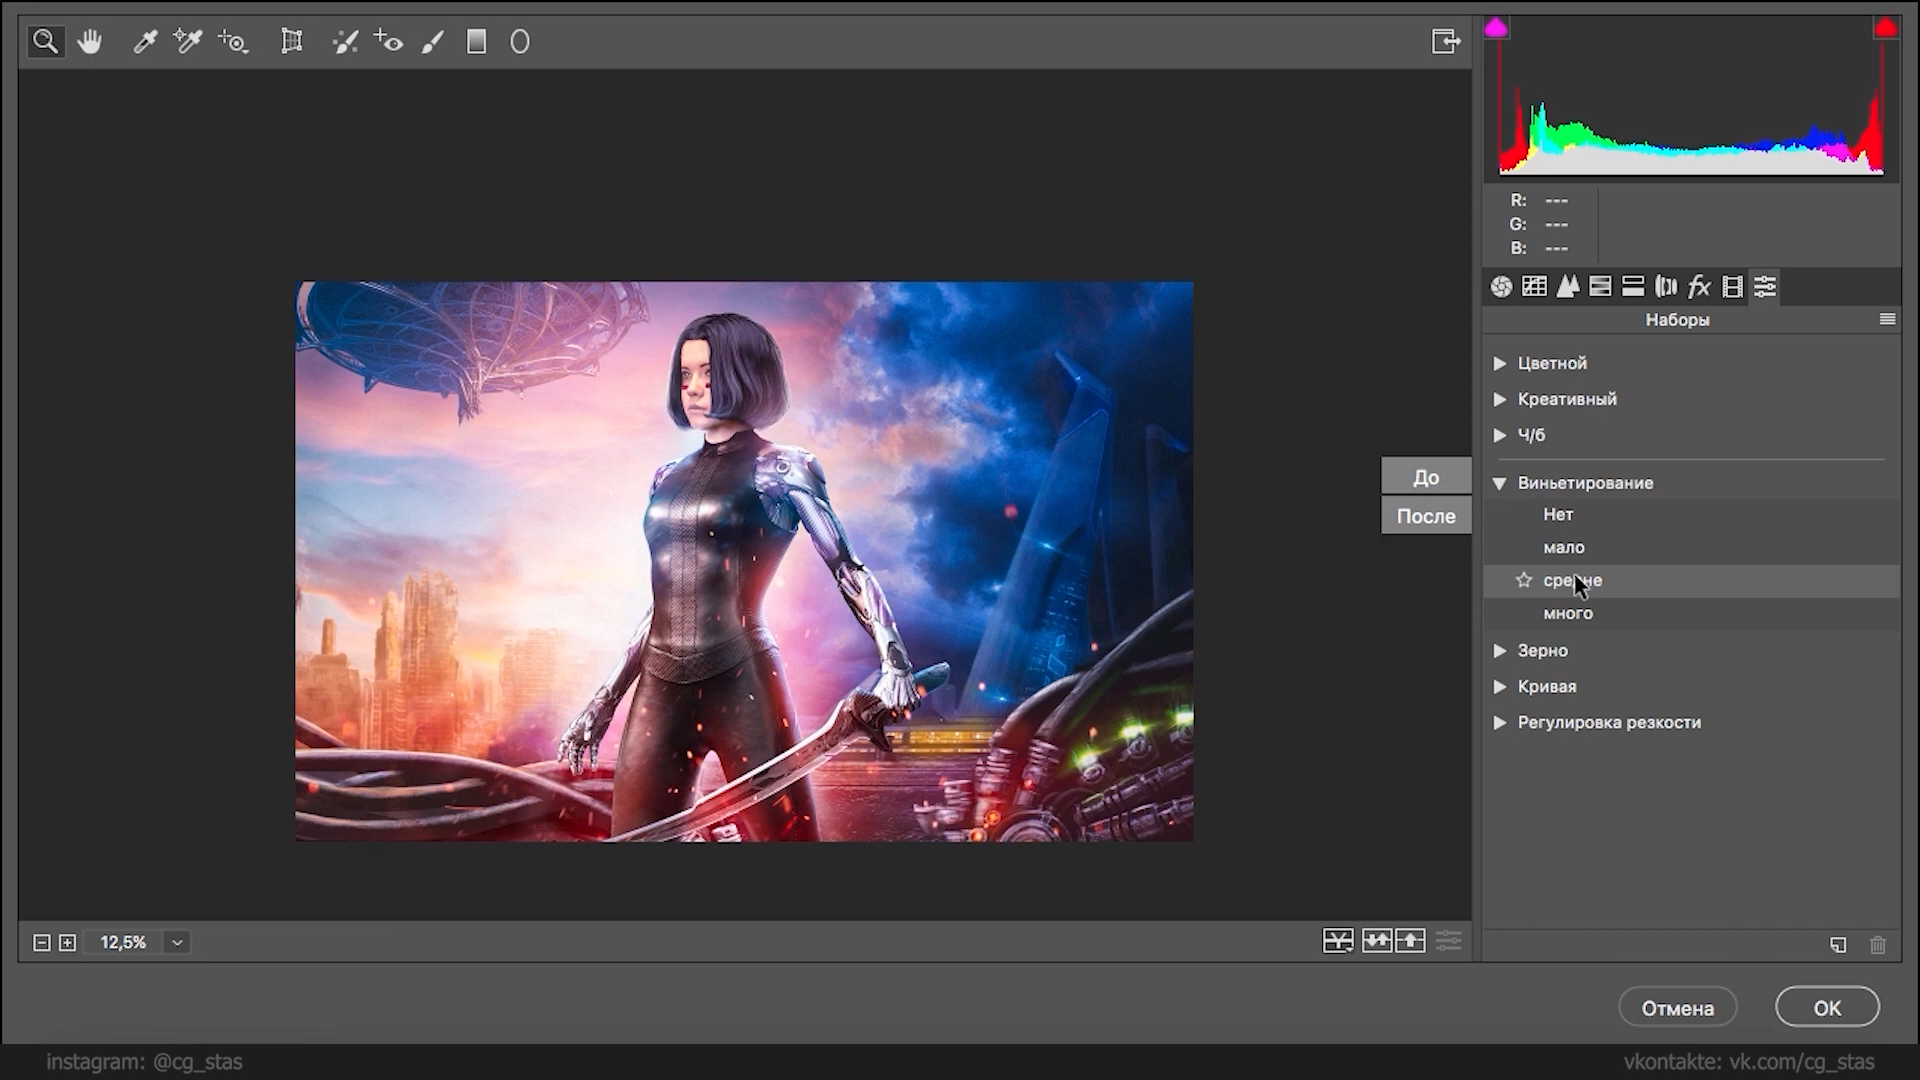 R: ---
G: ---
B: ---
Наборы
Цветной
Креативный
Ч/б
До
После
Виньетирование
Нет
мало
много
Зерно
Кривая
Регулировка резкости
12,5%
Отмена
OK
instagram: @cg_stas
vkontakte: vk.com/cg_stas